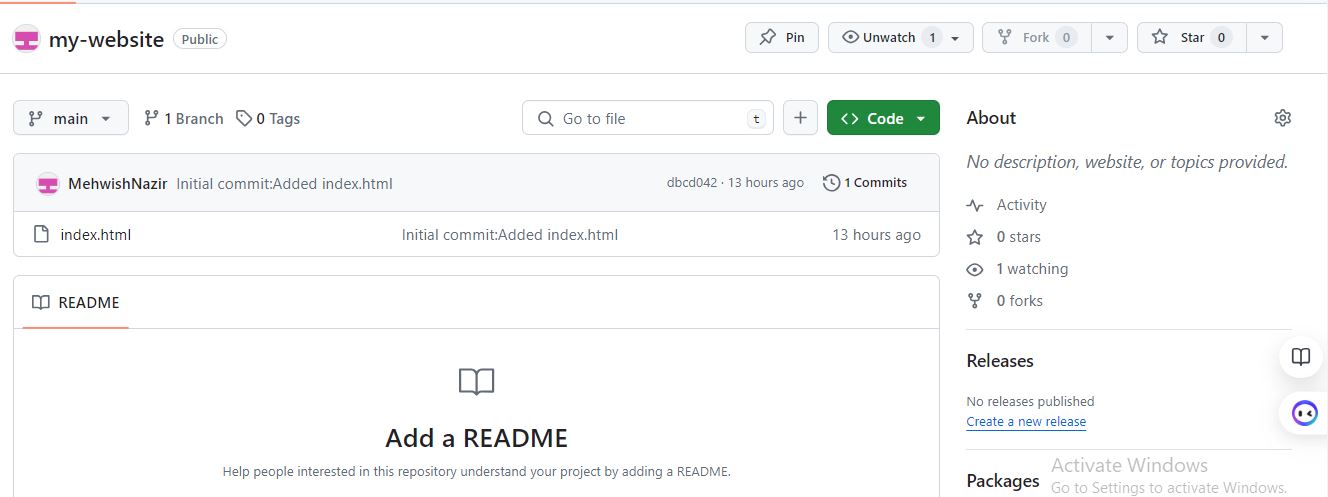 my-website Public Pin Unwatch 1 Fork 0 Star 0
main 1 Branch 0 Tags Go to file t Code
MehwishNazir Initial commit:Added index.html dbcd042 · 13 hours ago 1 Commits
index.html Initial commit:Added index.html 13 hours ago
README
Add a README
Help people interested in this repository understand your project by adding a README.
About
No description, website, or topics provided.
Activity
0 stars
1 watching
0 forks
Releases
No releases published
Create a new release
Packages
Activate Windows
Go to Settings to activate Windows.